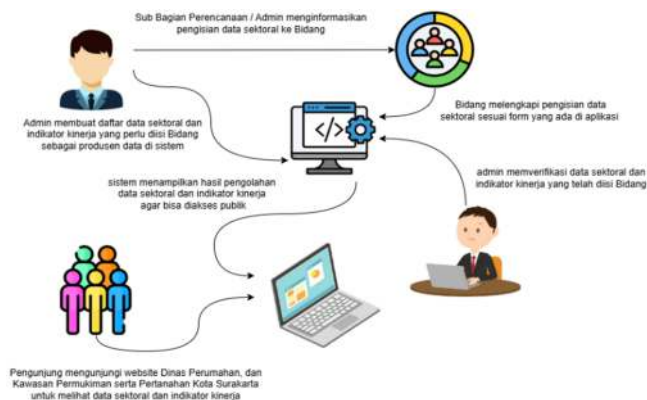 Sub Bagian Perencanaan / Admin menginformasikan
pengisian data sektoral ke Bidang
Admin membuat daftar data sektoral dan
indikator kinerja yang perlu diisi Bidang
sebagai produsen data di sistem
</>
Bidang melengkapi pengisian data
sektoral sesuai form yang ada di aplikasi
sistem menampilkan hasil pengolahan
data sektoral dan indikator kinerja
agar bisa diakses publik
admin memverifikasi data sektoral dan
indikator kinerja yang telah diisi Bidang
Pengunjung mengunjungi website Dinas Perumahan, dan
Kawasan Permukiman serta Pertanahan Kota Surakarta
untuk melihat data sektoral dan indikator kinerja